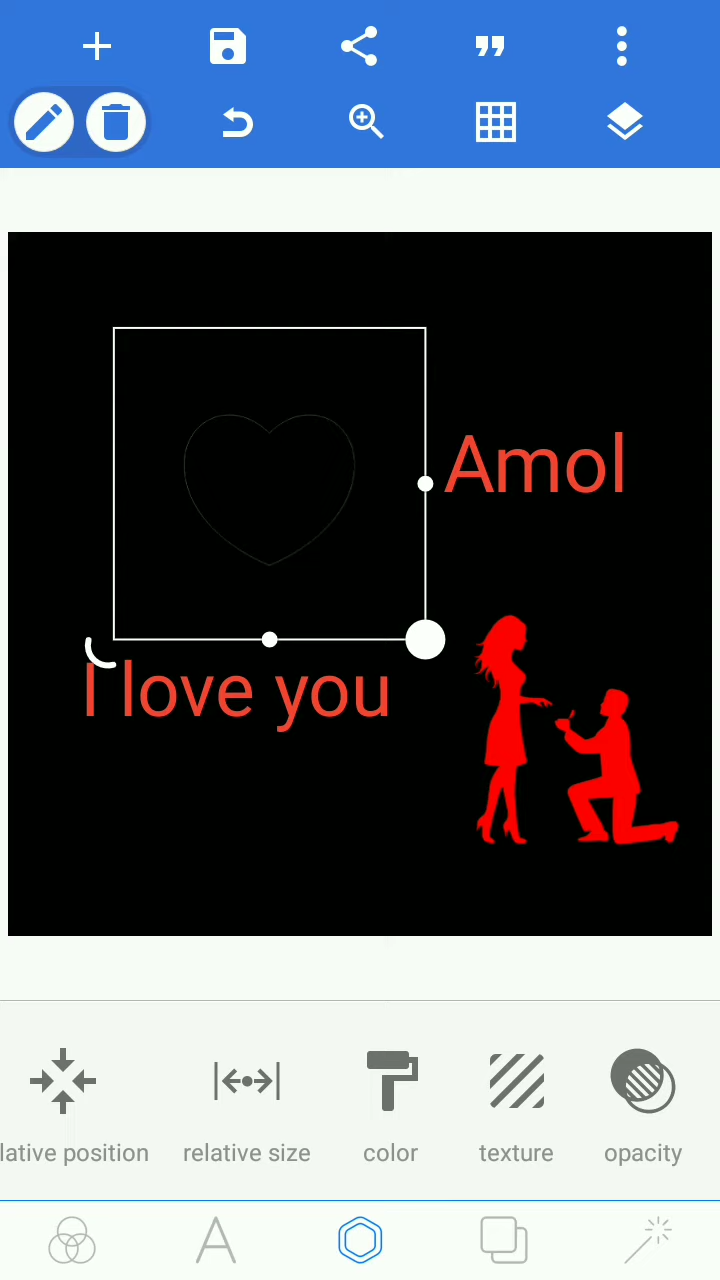 Amol
I love you
lative position
relative size
color
texture
opacity